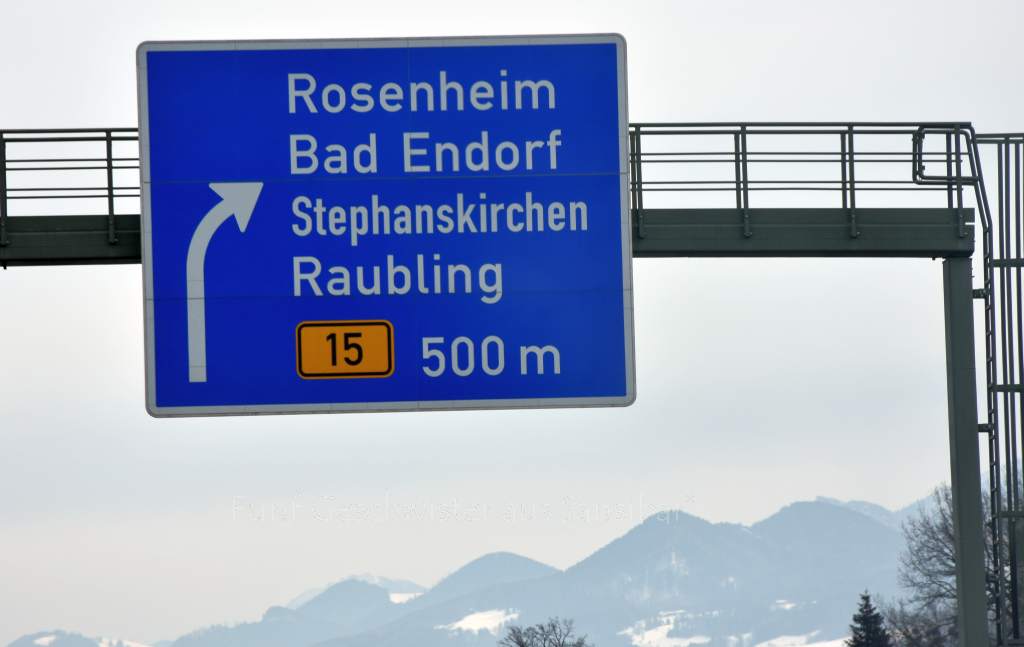 Rosenheim
Bad Endorf
Stephanskirchen
Raubling
15 500 m